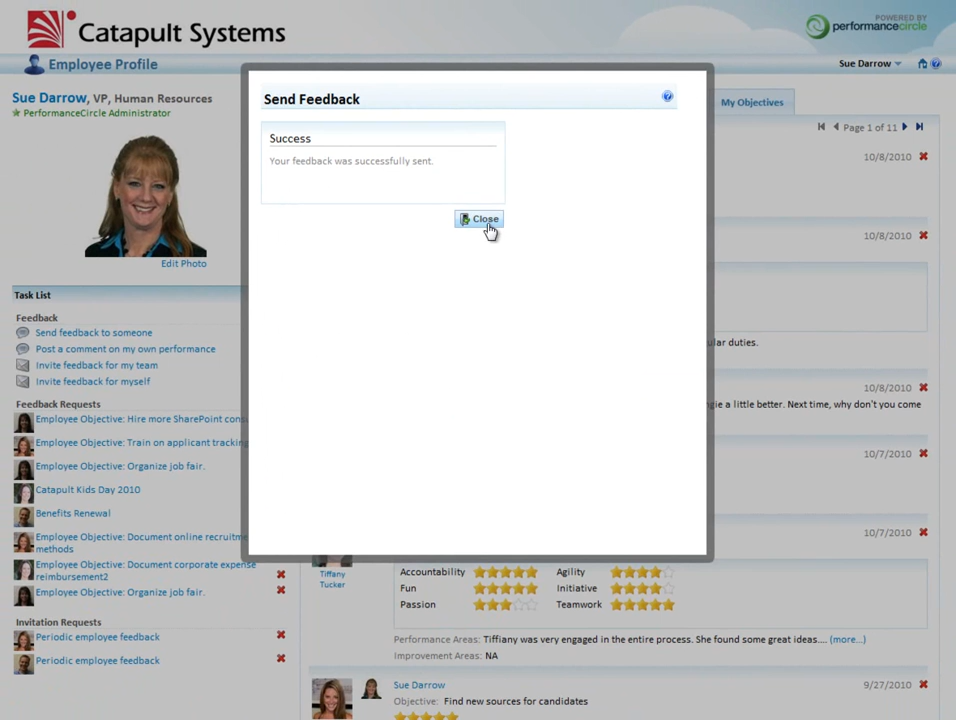 Catapult Systems
POWERED BY
performancecircle
Employee Profile
Sue Darrow
Sue Darrow, VP, Human Resources
PerformanceCircle Administrator
Edit Photo
Task List
Feedback
Send feedback to someone
Post a comment on my own performance
Invite feedback for my team
Invite feedback for myself
Feedback Requests
Employee Objective: Hire more SharePoint
Employee Objective: Train on applicant tracking
Employee Objective: Organize job fair.
Catapult Kids Day 2010
Benefits Renewal
Employee Objective: Document online
methods
Employee Objective: Document corporate expense
reimbursement2
Employee Objective: Organize job fair.
Invitation Requests
Periodic employee feedback
Periodic employee feedback
Send Feedback
Success
Your feedback was successfully sent.
Close
My Objectives
Page 1 of 11
10/8/2010
10/8/2010
duties.
10/8/2010
a little better. Next time, why don't you come
10/7/2010
10/7/2010
Tiffany
Tucker
Accountability Agility
Fun Initiative
Passion Teamwork
Performance Areas: Tiffiany was very engaged in the entire process. She found some great ideas.... (more...)
Improvement Areas: NA
Sue Darrow 9/27/2010
Objective: Find new sources for candidates